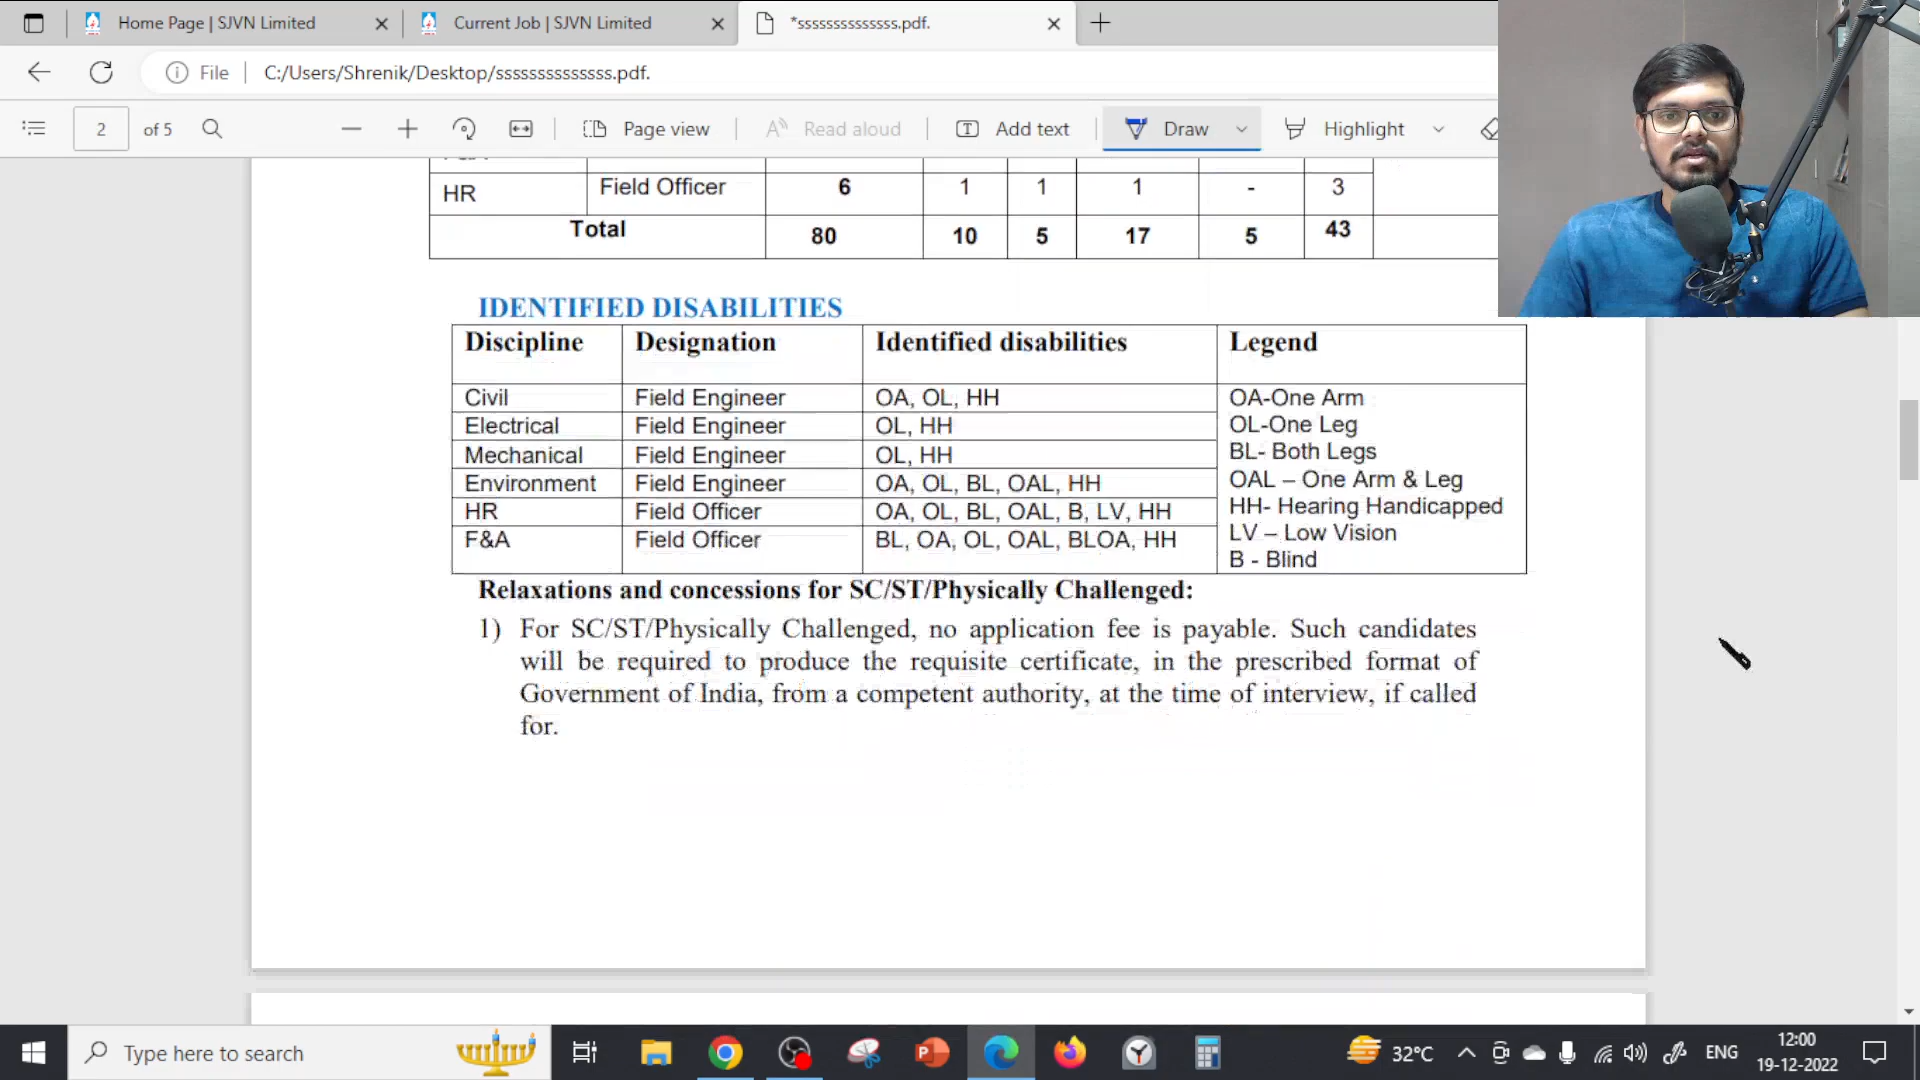 Home Page | SJVN Limited
Current Job | SJVN Limited
*sssssssssssssss.pdf.
File
C:/Users/Shrenik/Desktop/sssssssssssssss.pdf.
2 of 5
Page view
Read aloud
Add text
Draw
Highlight
HR Field Officer 6 1 1 1 - 3
Total 80 10 5 17 5 43
IDENTIFIED DISABILITIES
Discipline Designation Identified disabilities Legend
Civil Field Engineer OA, OL, HH OA-One Arm
Electrical Field Engineer OL, HH OL-One Leg
Mechanical Field Engineer OL, HH BL- Both Legs
Environment Field Engineer OA, OL, BL, OAL, HH OAL – One Arm & Leg
HR Field Officer OA, OL, BL, OAL, B, LV, HH HH- Hearing Handicapped
F&A Field Officer BL, OA, OL, OAL, BLOA, HH LV – Low Vision
B - Blind
Relaxations and concessions for SC/ST/Physically Challenged:
1) For SC/ST/Physically Challenged, no application fee is payable. Such candidates
will be required to produce the requisite certificate, in the prescribed format of
Government of India, from a competent authority, at the time of interview, if called
for.
Type here to search
32°C
ENG
12:00
19-12-2022